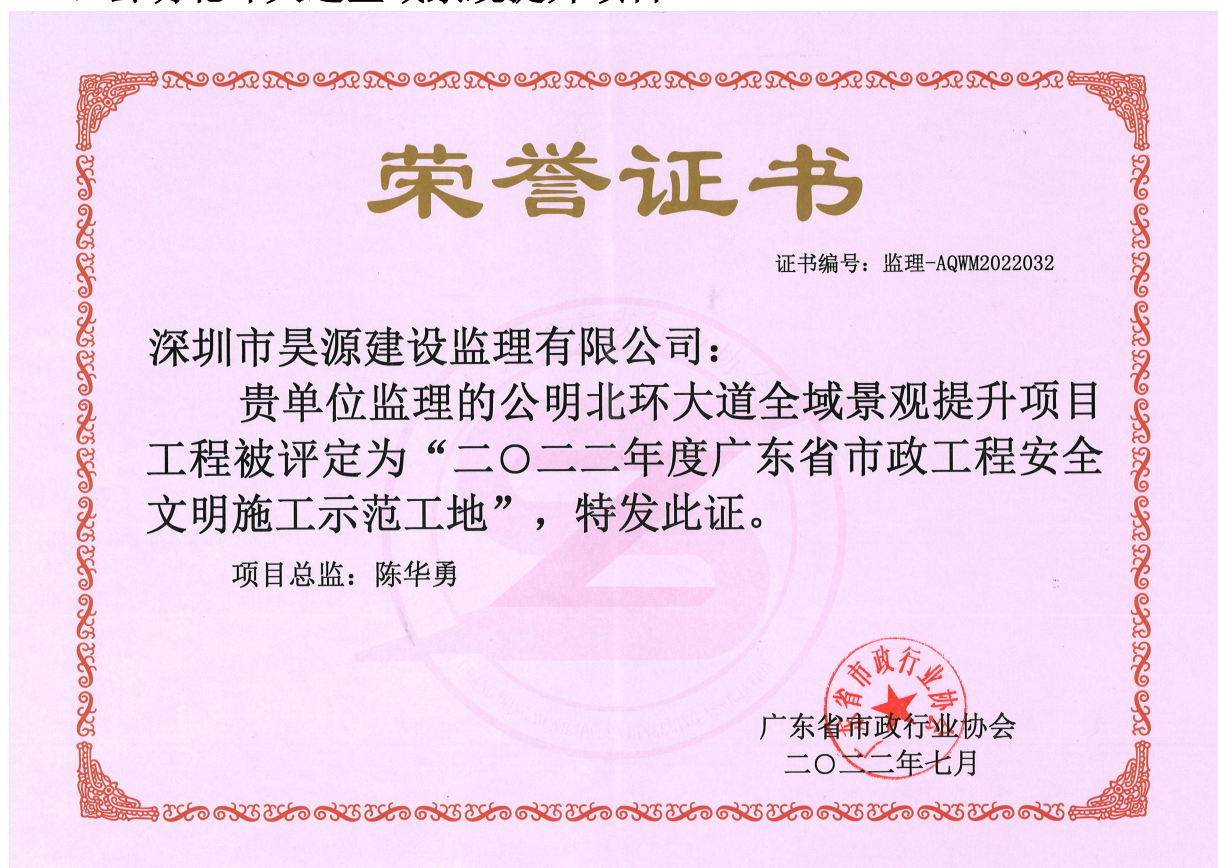 荣誉证书
证书编号：监理-AQWM2022032
深圳市昊源建设监理有限公司：
贵单位监理的公明北环大道全域景观提升项目
工程被评定为“二〇二二年度广东省市政工程安全
文明施工示范工地”，特发此证。
项目总监：陈华勇
广东省市政行业协会
广东省市政行业协会
二〇二二年七月